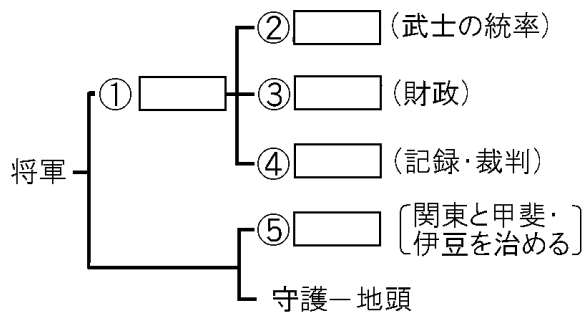 ② (武士の統率)
① ③ (財政)
④ (記録・裁判)
将軍
⑤ 〔関東と甲斐・
伊豆を治める〕
守護ー地頭